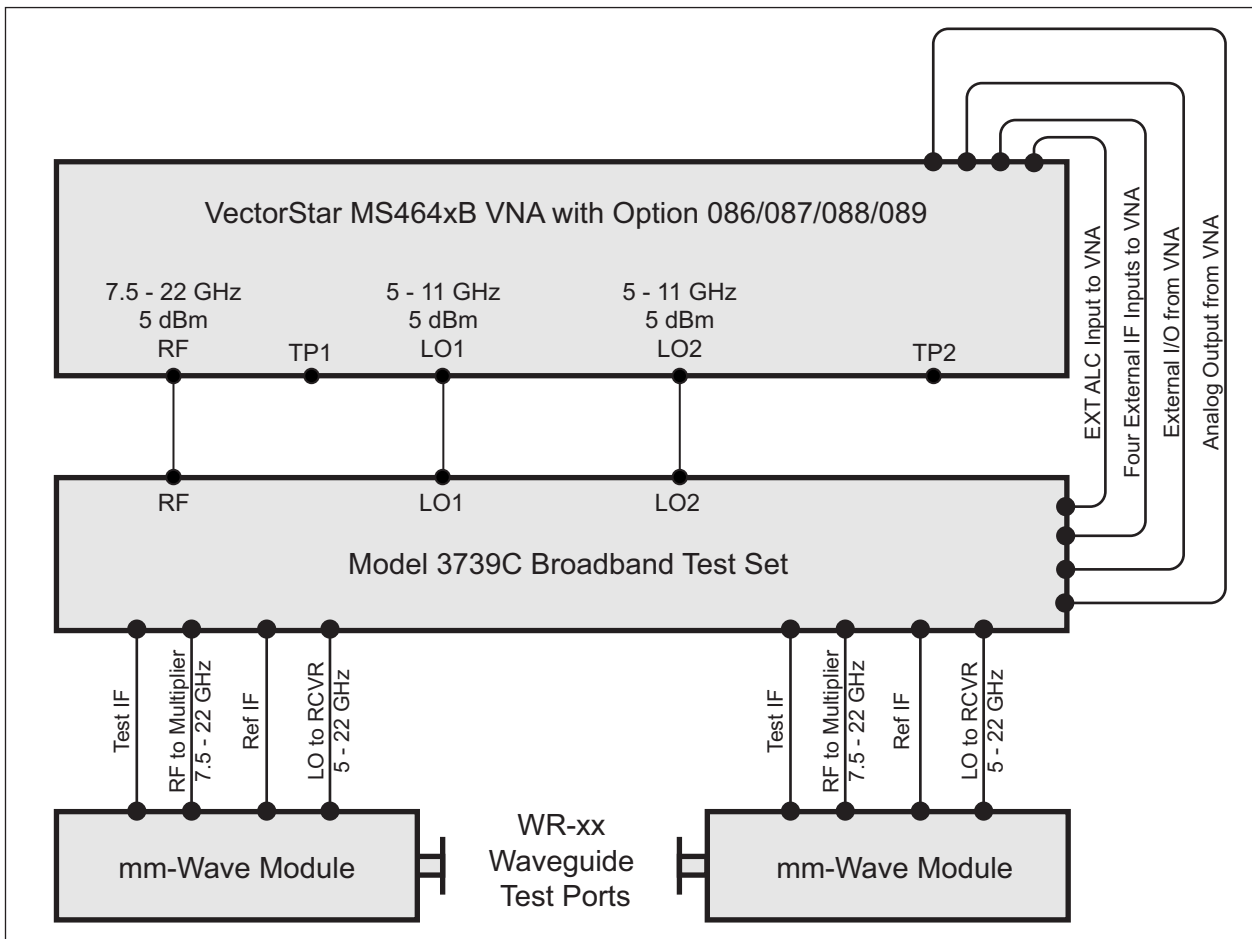 VectorStar MS464xB VNA with Option 086/087/088/089
7.5 - 22 GHz
5 dBm
RF
TP1
5 - 11 GHz
5 dBm
LO1
5 - 11 GHz
5 dBm
LO2
TP2
EXT ALC Input to VNA
Four External IF Inputs to VNA
External I/O from VNA
Analog Output from VNA
RF
LO1
LO2
Model 3739C Broadband Test Set
Test IF
RF to Multiplier
7.5 - 22 GHz
Ref IF
LO to RCVR
5 - 22 GHz
Test IF
RF to Multiplier
7.5 - 22 GHz
Ref IF
LO to RCVR
5 - 22 GHz
mm-Wave Module
WR-xx
Waveguide
Test Ports
mm-Wave Module